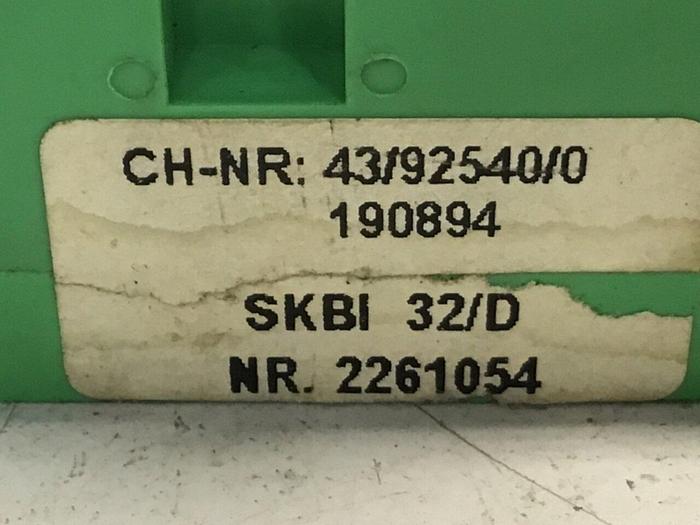 CH-NR: 43/92540/0
190894
SKBI 32/D
NR. 2261054